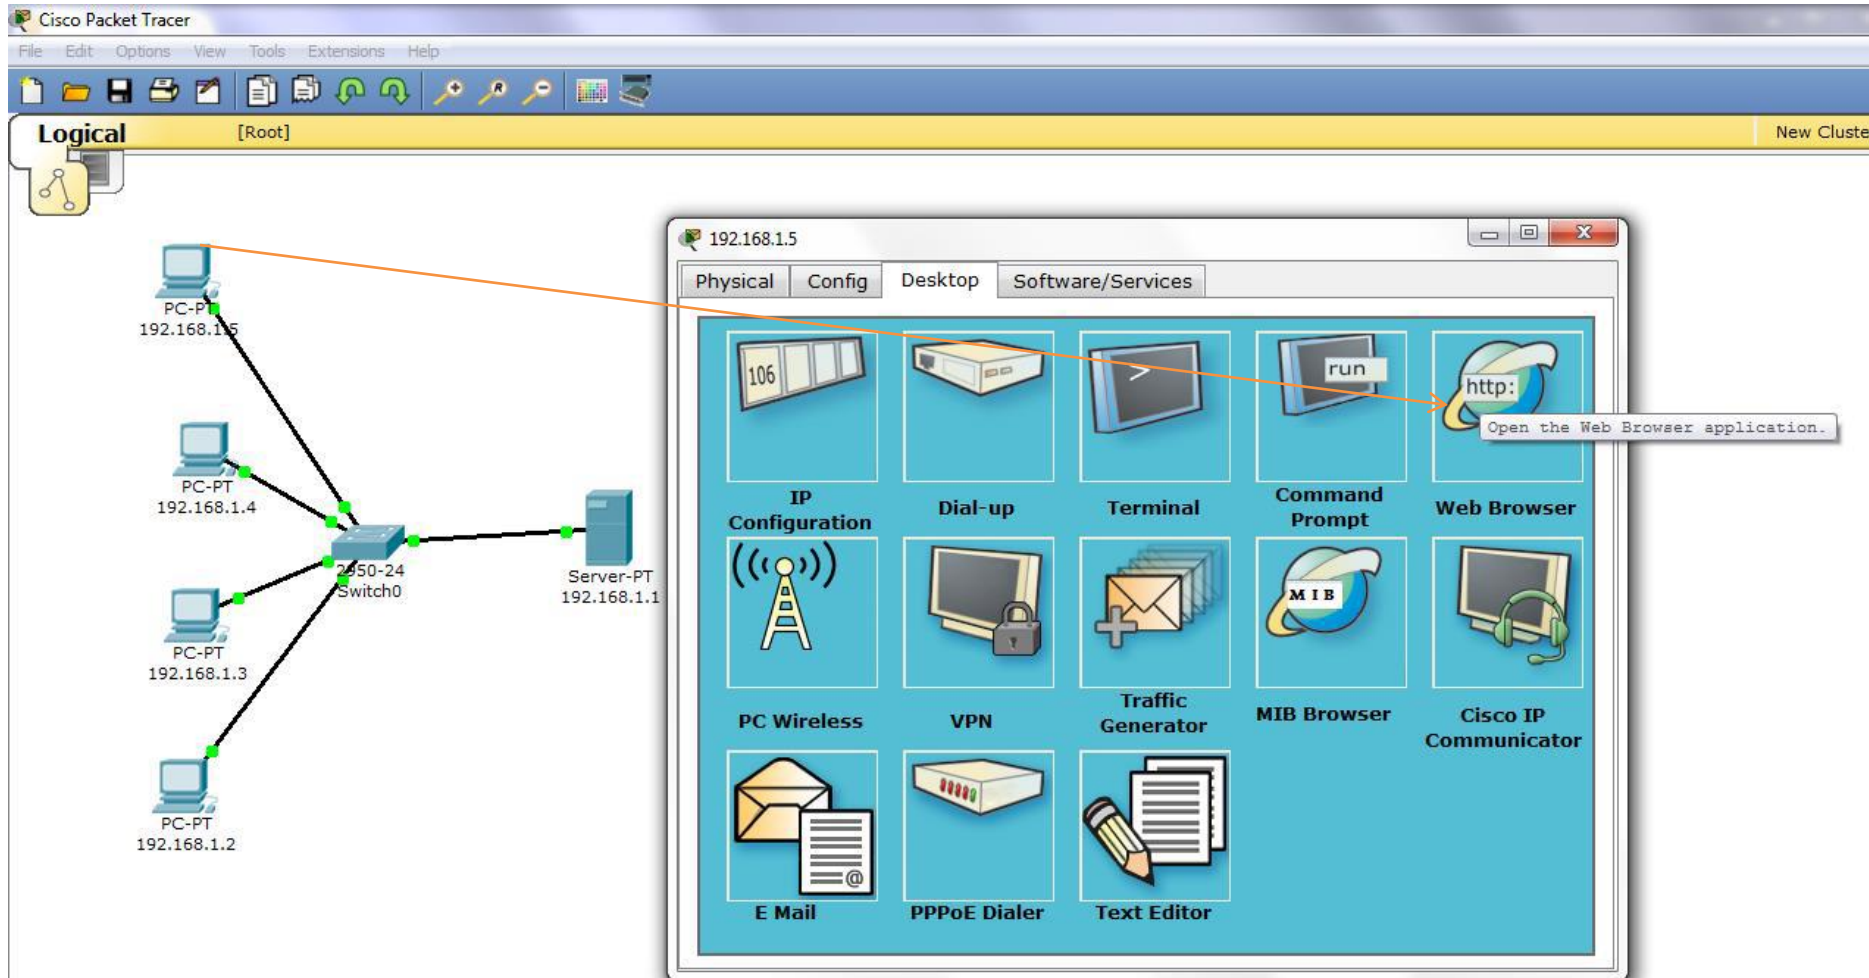 Cisco Packet Tracer
File Edit Options View Tools Extensions Help
R
Logical
[Root]
New Cluste
PC-PT
192.168.1.5
PC-PT
192.168.1.4
2950-24
Switch0
Server-PT
192.168.1.1
PC-PT
192.168.1.3
PC-PT
192.168.1.2
192.168.1.5
Physical Config Desktop Software/Services
106
>
run
http:
Open the Web Browser application.
IP
Configuration
Dial-up
Terminal
Command
Prompt
Web Browser
MIB
PC Wireless
VPN
Traffic
Generator
MIB Browser
Cisco IP
Communicator
@
E Mail
PPPoE Dialer
Text Editor